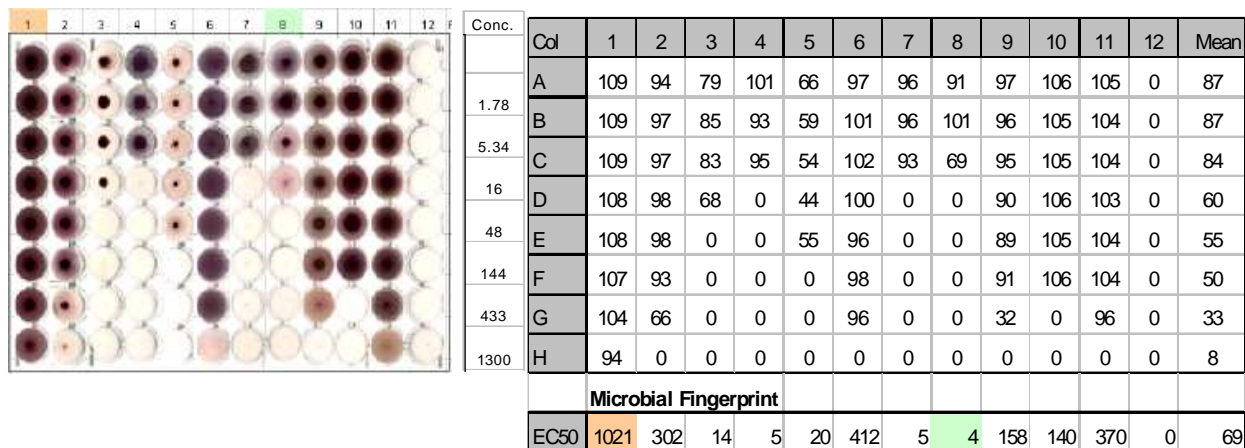 1 2 3 4 5 6 7 8 9 10 11 12
Conc.
1.78
5.34
16
48
144
433
1300
Col 1 2 3 4 5 6 7 8 9 10 11 12 Mean
A 109 94 79 101 66 97 96 91 97 106 105 0 87
B 109 97 85 93 59 101 96 101 96 105 104 0 87
C 109 97 83 95 54 102 93 69 95 105 104 0 84
D 108 98 68 0 44 100 0 0 90 106 103 0 60
E 108 98 0 0 55 96 0 0 89 105 104 0 55
F 107 93 0 0 0 98 0 0 91 106 104 0 50
G 104 66 0 0 0 96 0 0 32 0 96 0 33
H 94 0 0 0 0 0 0 0 0 0 0 0 8
Microbial Fingerprint
EC50 1021 302 14 5 20 412 5 4 158 140 370 0 69